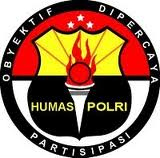 OBYEKTIF DIPERCAYA
HUMAS POLRI
PARTISIPASI